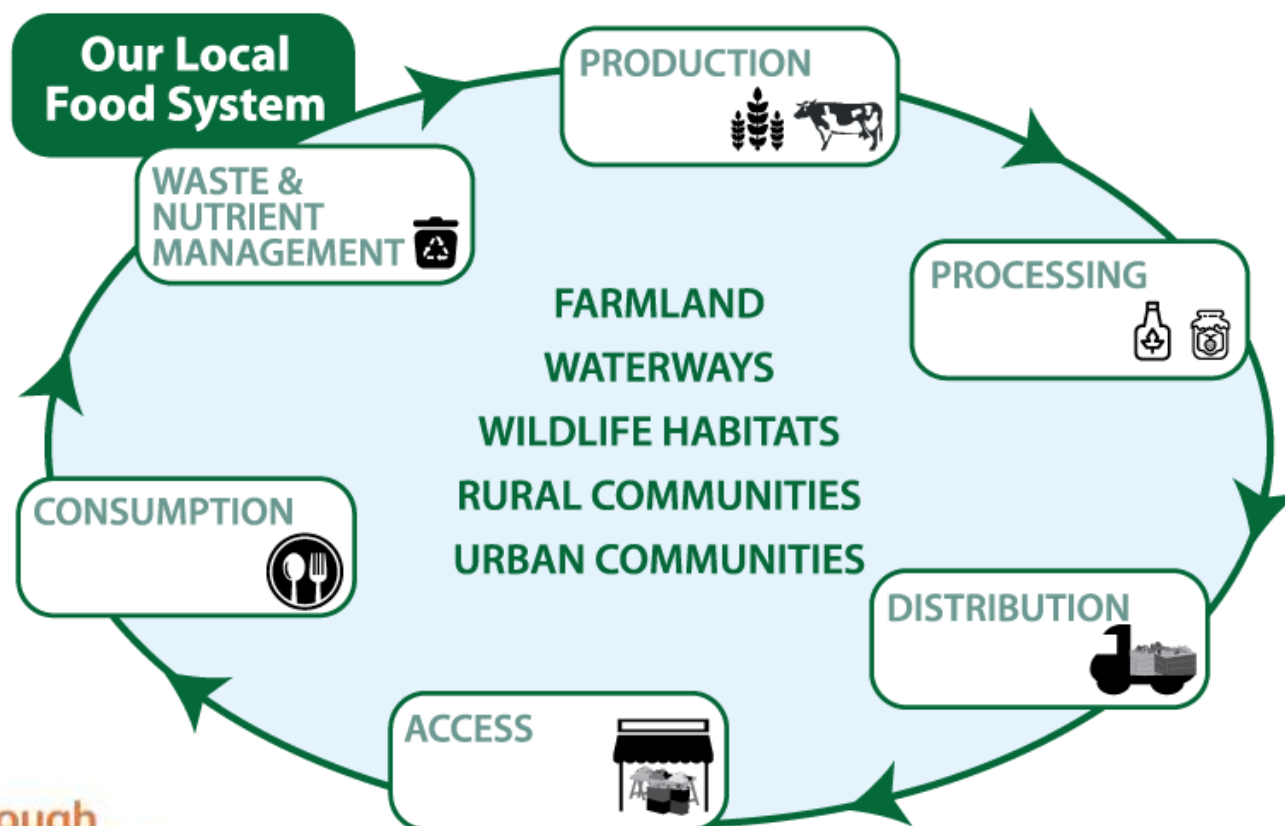 Our Local
Food System
PRODUCTION
WASTE &
NUTRIENT
MANAGEMENT
PROCESSING
FARMLAND
WATERWAYS
WILDLIFE HABITATS
RURAL COMMUNITIES
URBAN COMMUNITIES
CONSUMPTION
DISTRIBUTION
ACCESS
ough